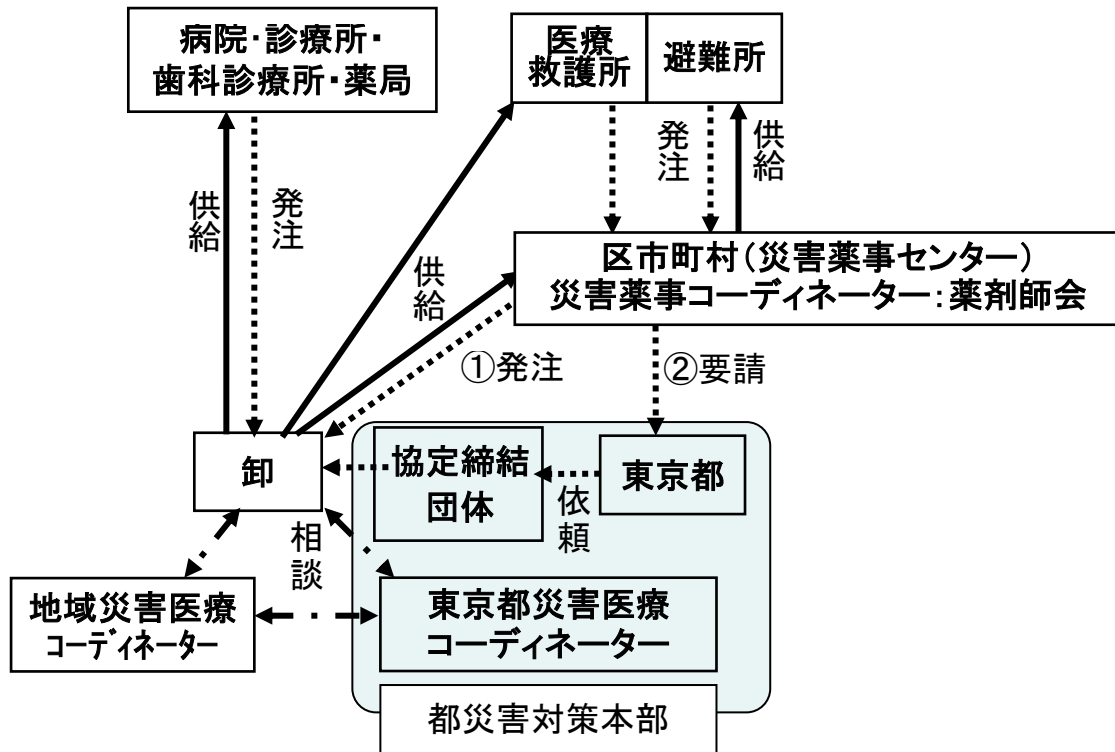 病院・診療所・
歯科診療所・薬局
医療
救護所
避難所
供給
発注
発注
供給
区市町村（災害薬事センター）
災害薬事コーディネーター：薬剤師会
供給
①発注
②要請
卸
協定締結
団体
東京都
依頼
相談
地域災害医療
コーディネーター
東京都災害医療
コーディネーター
都災害対策本部